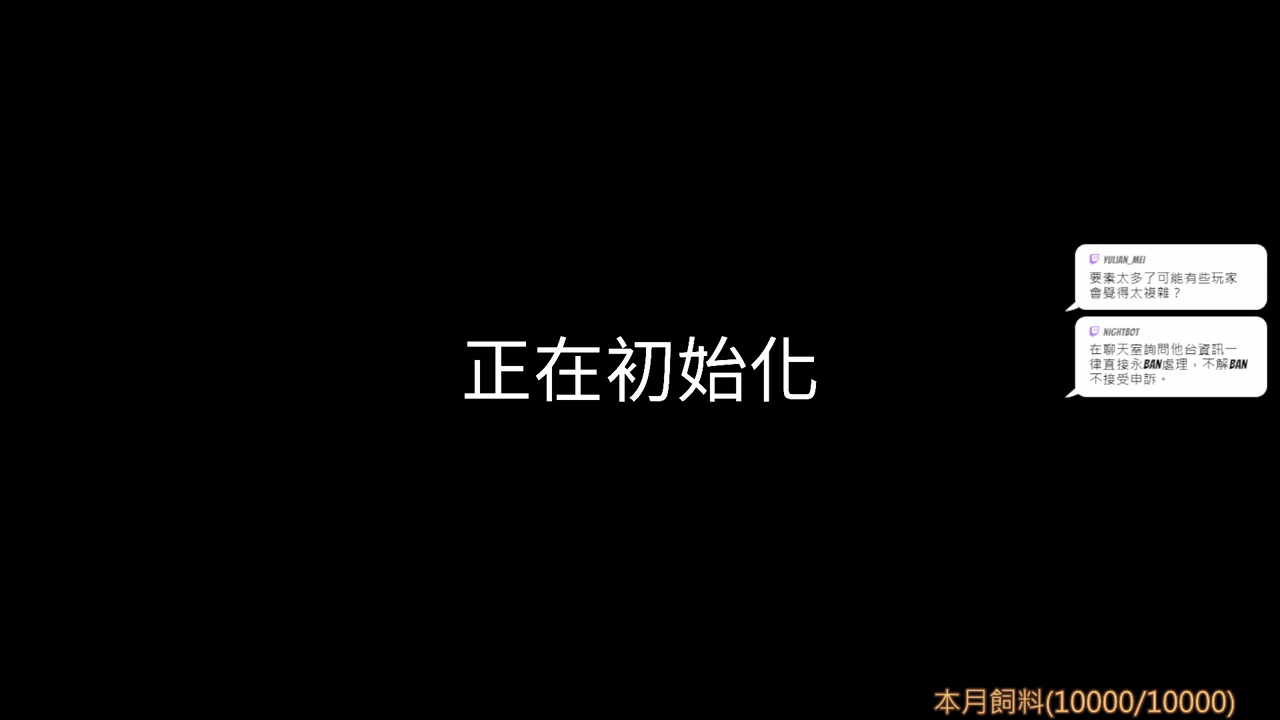 YULIAN_MEI
要素太多了可能有些玩家
會覺得太複雜？
NIGHTBOT
在聊天室詢問他台資訊一
律直接永BAN處理，不解BAN
不接受申訴。
正在初始化
本月飼料(10000/10000)